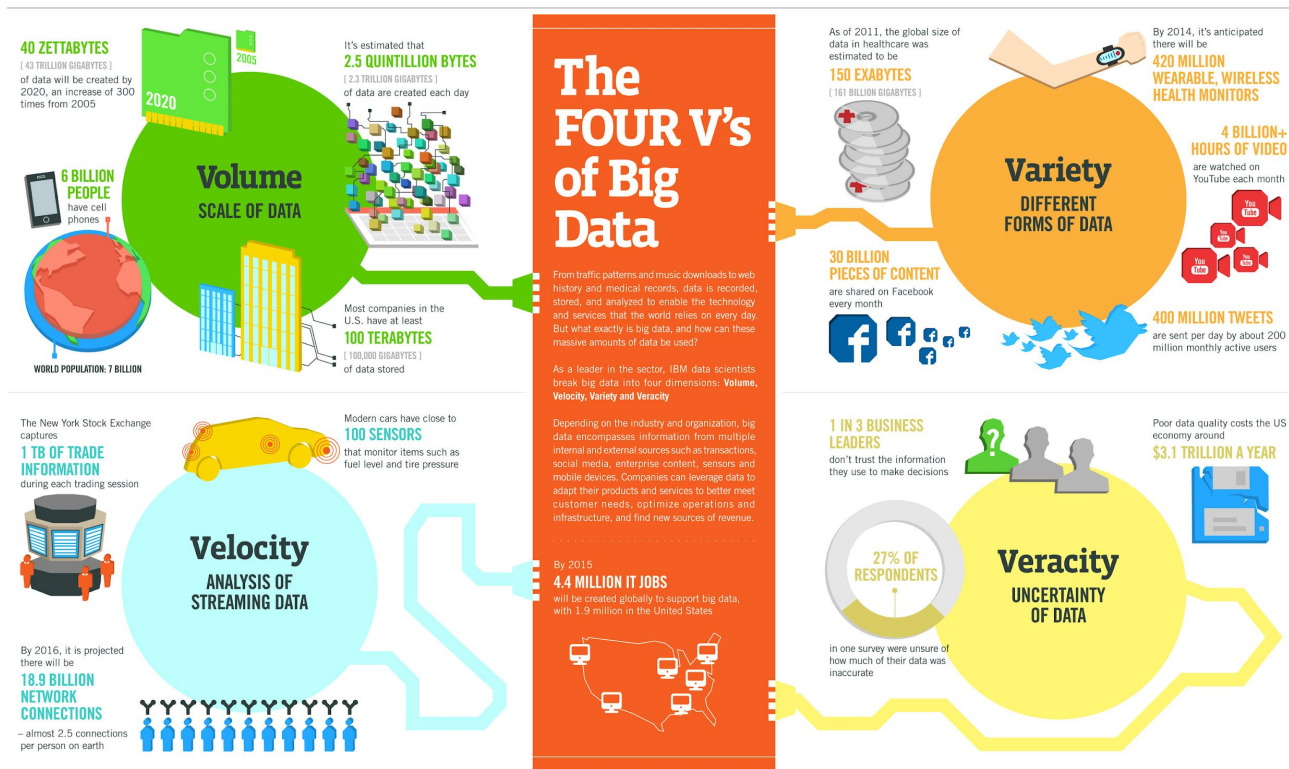 40 ZETTABYTES
[ 43 TRILLION GIGABYTES ]
of data will be created by
2020, an increase of 300
times from 2005
2020
2005
It's estimated that
2.5 QUINTILLION BYTES
[ 2.3 TRILLION GIGABYTES ]
of data are created each day
6 BILLION
PEOPLE
have cell
phones
WORLD POPULATION: 7 BILLION
Volume
SCALE OF DATA
Most companies in the
U.S. have at least
100 TERABYTES
[ 100,000 GIGABYTES ]
of data stored
The New York Stock Exchange
captures
1 TB OF TRADE
INFORMATION
during each trading session
Modern cars have close to
100 SENSORS
that monitor items such as
fuel level and tire pressure
Velocity
ANALYSIS OF
STREAMING DATA
By 2016, it is projected
there will be
18.9 BILLION
NETWORK
CONNECTIONS
– almost 2.5 connections
per person on earth
The
FOUR V's
of Big
Data
From traffic patterns and music downloads to web
history and medical records, data is recorded,
stored, and analyzed to enable the technology
and services that the world relies on every day.
But what exactly is big data, and how can these
massive amounts of data be used?
As a leader in the sector, IBM data scientists
break big data into four dimensions: Volume,
Velocity, Variety and Veracity
Depending on the industry and organization, big
data encompasses information from multiple
internal and external sources such as transactions,
social media, enterprise content, sensors and
mobile devices. Companies can leverage data to
adapt their products and services to better meet
customer needs, optimize operations and
infrastructure, and find new sources of revenue.
By 2015
4.4 MILLION IT JOBS
will be created globally to support big data,
with 1.9 million in the United States
As of 2011, the global size of
data in healthcare was
estimated to be
150 EXABYTES
[ 161 BILLION GIGABYTES ]
By 2014, it's anticipated
there will be
420 MILLION
WEARABLE, WIRELESS
HEALTH MONITORS
Variety
DIFFERENT
FORMS OF DATA
4 BILLION+
HOURS OF VIDEO
are watched on
YouTube each month
You
Tube
You
Tube
You
Tube
You
Tube
30 BILLION
PIECES OF CONTENT
are shared on Facebook
every month
f
f
f
f
f
f
400 MILLION TWEETS
are sent per day by about 200
million monthly active users
1 IN 3 BUSINESS
LEADERS
don't trust the information
they use to make decisions
?
Poor data quality costs the US
economy around
$3.1 TRILLION A YEAR
27% OF
RESPONDENTS
in one survey were unsure of
how much of their data was
inaccurate
Veracity
UNCERTAINTY
OF DATA